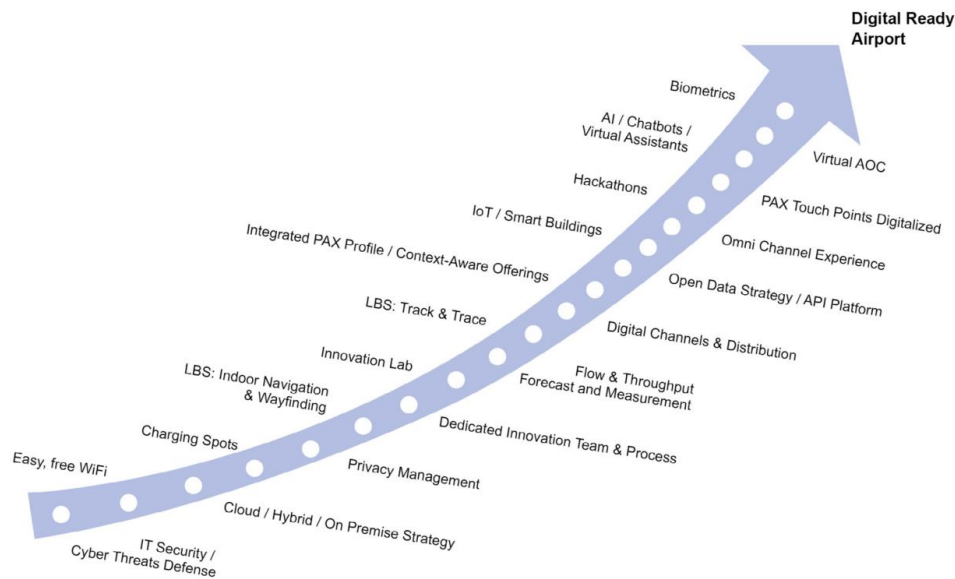 Digital Ready
Airport
Biometrics
AI / Chatbots /
Virtual Assistants
Virtual AOC
Hackathons
PAX Touch Points Digitalized
IoT / Smart Buildings
Omni Channel Experience
Integrated PAX Profile / Context-Aware Offerings
Open Data Strategy / API Platform
LBS: Track & Trace
Digital Channels & Distribution
Innovation Lab
Flow & Throughput
Forecast and Measurement
LBS: Indoor Navigation
& Wayfinding
Dedicated Innovation Team & Process
Charging Spots
Privacy Management
Easy, free WiFi
Cloud / Hybrid / On Premise Strategy
IT Security /
Cyber Threats Defense